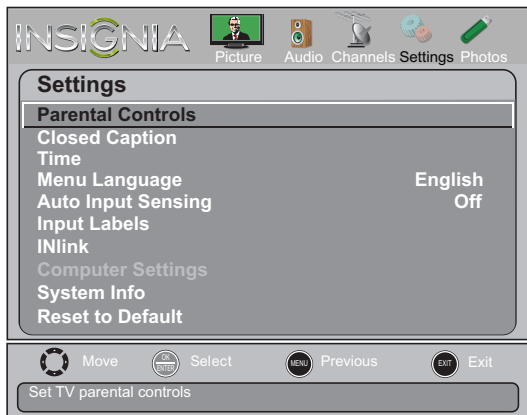 INSIGNIA
Picture Audio Channels Settings Photos
Settings
Parental Controls
Closed Caption
Time
Menu Language English
Auto Input Sensing Off
Input Labels
INlink
Computer Settings
System Info
Reset to Default
Move OK ENTER Select MENU Previous EXIT Exit
Set TV parental controls